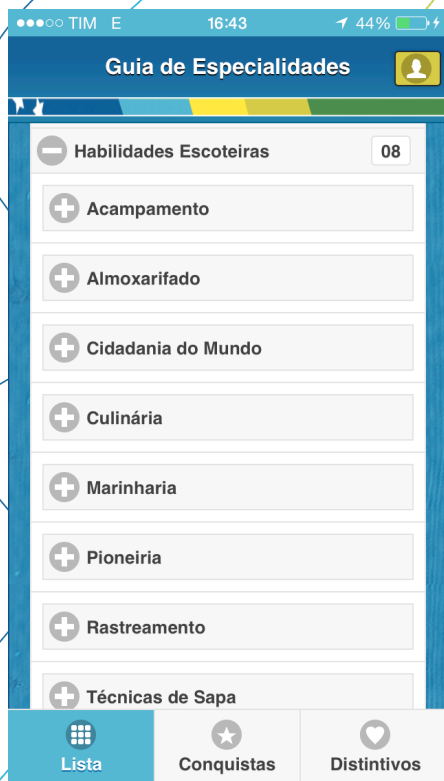 TIM E 16:43 44%
Guia de Especialidades
Habilidades Escoteiras 08
Acampamento
Almoxarifado
Cidadania do Mundo
Culinária
Marinharia
Pioneiria
Rastreamento
Técnicas de Sapa
Lista Conquistas Distintivos